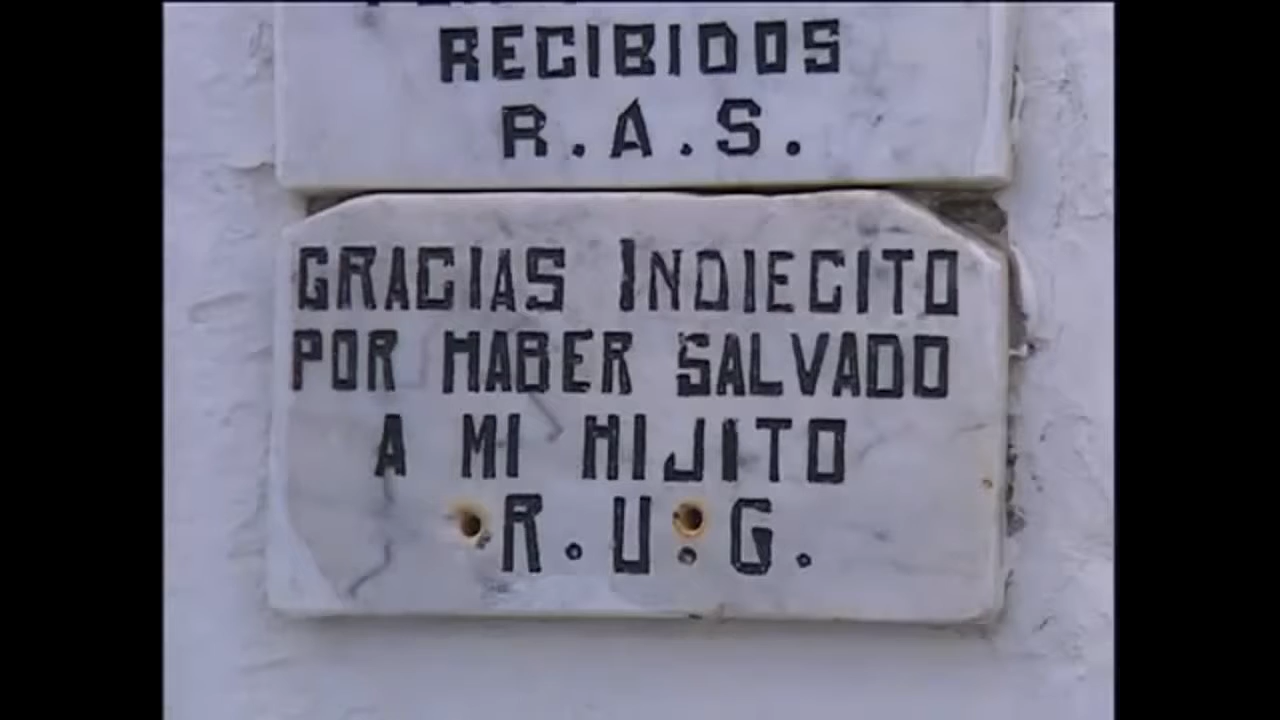 RECIBIDOS
R.A.S.
GRACIAS INDIECITO
POR HABER SALVADO
A MI HIJITO
R.U.G.